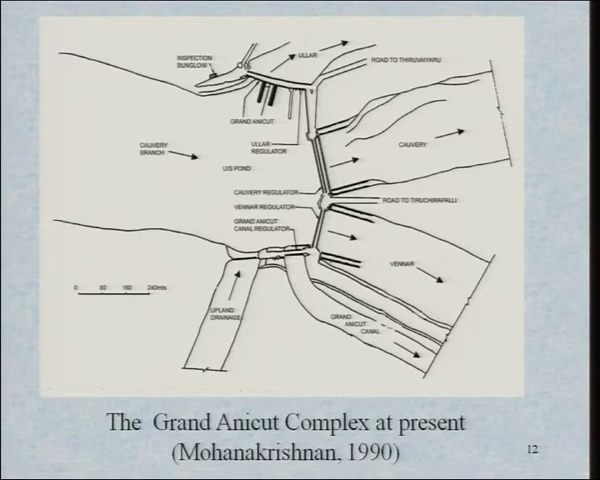 INSPECTION
BUNGLOW
ULLAR
ROAD TO THIRUVAIYARU
GRAND ANICUT
ULLAR
REGULATOR
CAUVERY
BRANCH
CAUVERY
U/S POND
CAUVERY REGULATOR
VENNAR REGULATOR
ROAD TO TIRUCHIRAPALLI
GRAND ANICUT
CANAL REGULATOR
VENNAR
0 80 160 240mts
UPLAND
DRAINAGE
GRAND
ANICUT
CANAL
The Grand Anicut Complex at present
(Mohanakrishnan, 1990)
12